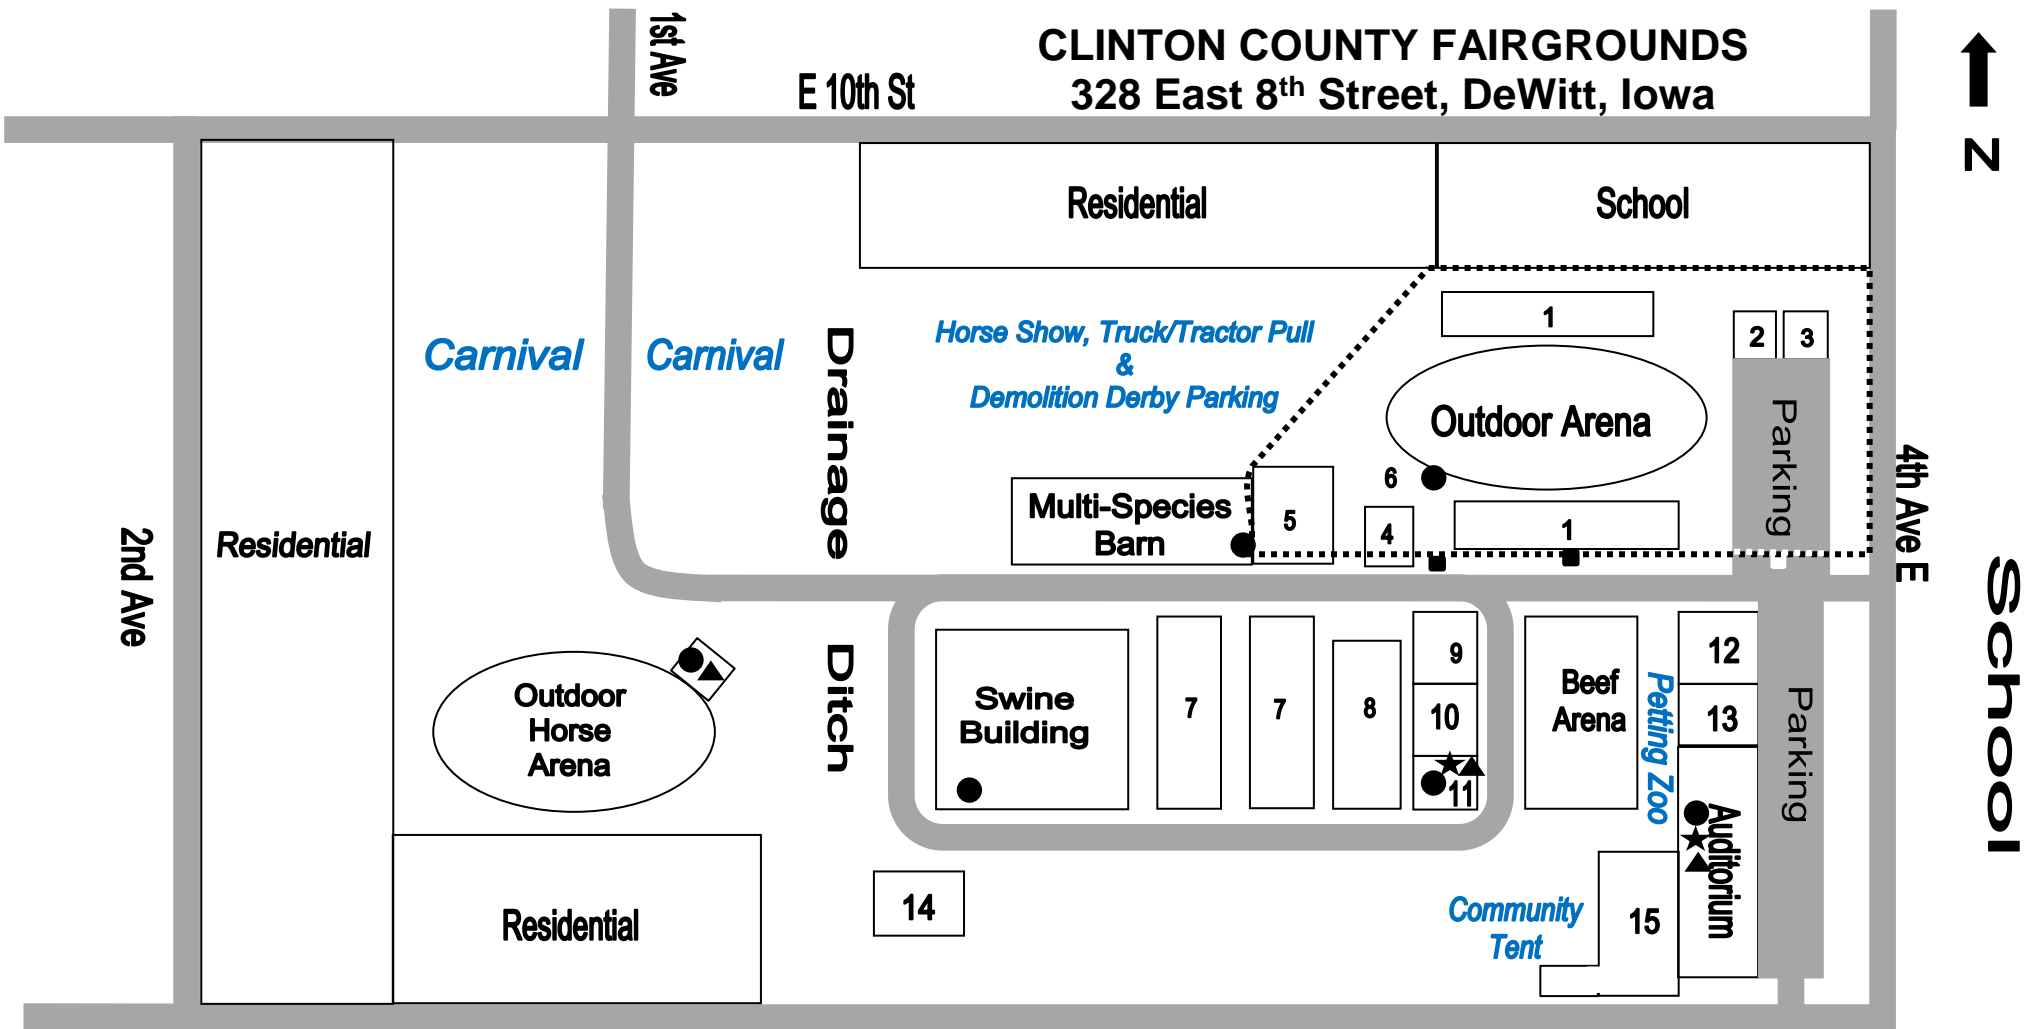 CLINTON COUNTY FAIRGROUNDS
328 East 8th Street, DeWitt, Iowa
1st Ave
E 10th St
N
Residential
School
Carnival
Carnival
Horse Show, Truck/Tractor Pull
&
Demolition Derby Parking
1
2
3
Outdoor Arena
Parking
4th Ave E
Drainage
Ditch
6
Multi-Species
Barn
5
4
1
2nd Ave
Residential
School
Outdoor
Horse
Arena
Swine
Building
7
7
8
9
10
11
Beef
Arena
Petting Zoo
12
13
Parking
Auditorium
Residential
14
Community
Tent
15